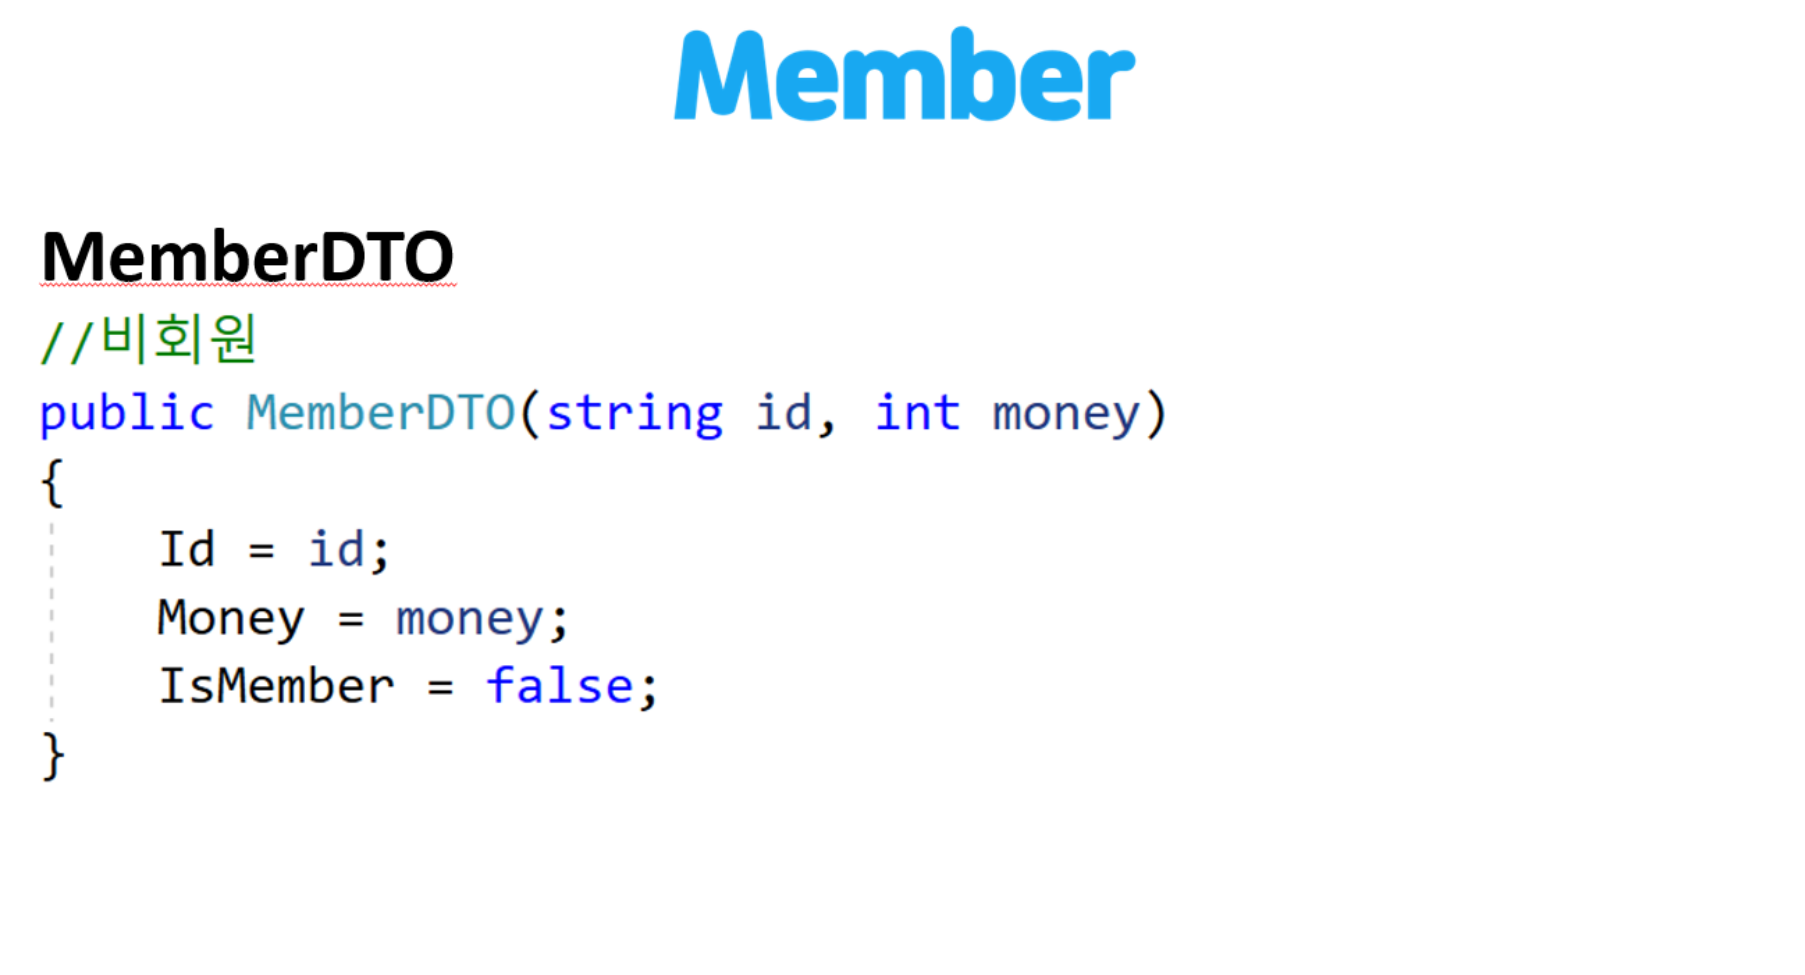 Member
MemberDTO
//비회원
public MemberDTO(string id, int money)
{
    Id = id;
    Money = money;
    IsMember = false;
}